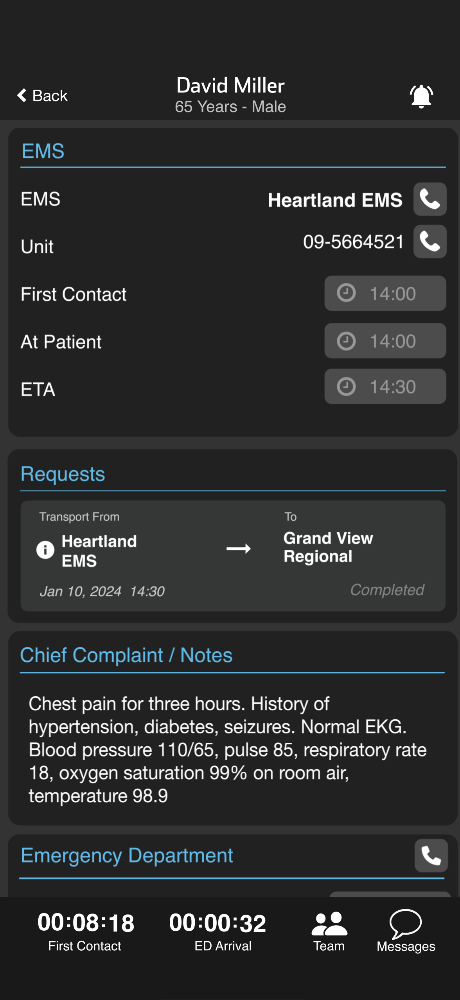 Back
David Miller
65 Years - Male
EMS
EMS
Heartland EMS
Unit
09-5664521
First Contact
14:00
At Patient
14:00
ETA
14:30
Requests
Transport From
To
Heartland
EMS
Grand View
Regional
Jan 10, 2024 14:30
Completed
Chief Complaint / Notes
Chest pain for three hours. History of
hypertension, diabetes, seizures. Normal EKG.
Blood pressure 110/65, pulse 85, respiratory rate
18, oxygen saturation 99% on room air,
temperature 98.9
Emergency Department
00:08:18
First Contact
00:00:32
ED Arrival
Team
Messages